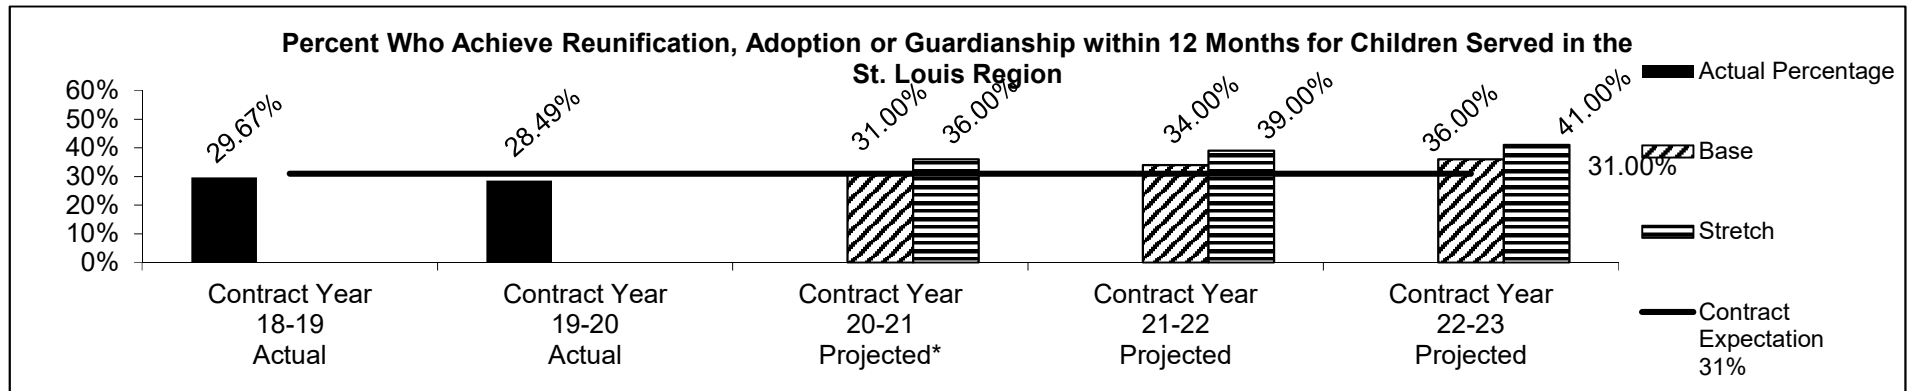 Percent Who Achieve Reunification, Adoption or Guardianship within 12 Months for Children Served in the
St. Louis Region
60%
50%
40%
30%
20%
10%
0%
29.67%
28.49%
31.00%
36.00%
34.00%
39.00%
36.00%
41.00%
31.00%
Contract Year
18-19
Actual
Contract Year
19-20
Actual
Contract Year
20-21
Projected*
Contract Year
21-22
Projected
Contract Year
22-23
Projected
Actual Percentage
Base
Stretch
Contract
Expectation
31%